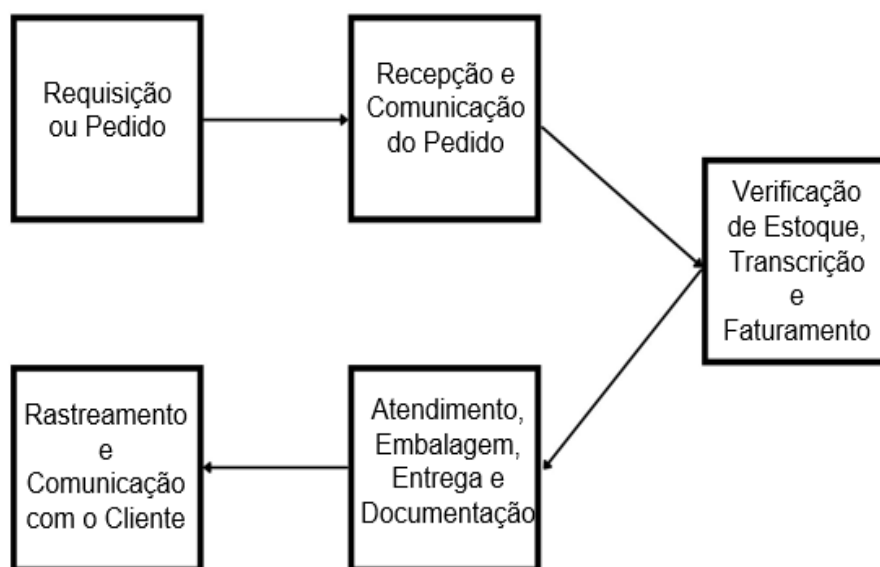 Requisição
ou Pedido
Recepção e
Comunicação
do Pedido
Verificação
de Estoque,
Transcrição
e
Faturamento
Atendimento,
Embalagem,
Entrega e
Documentação
Rastreamento
e
Comunicação
com o Cliente